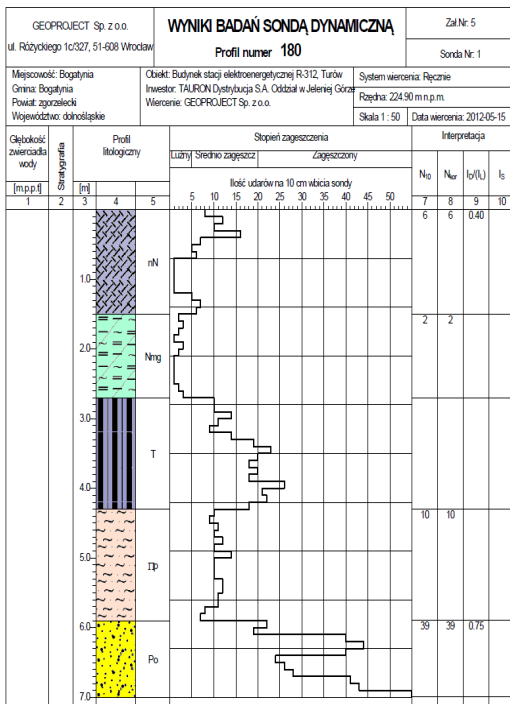 GEOPROJECT Sp. z o.o.
ul. Różyckiego 1c/327, 51-608 Wrocław
WYNIKI BADAŃ SONDĄ DYNAMICZNĄ
Profil numer 180
Zał.Nr: 5
Sonda Nr: 1
Miejscowość: Bogatynia
Gmina: Bogatynia
Powiat: zgorzelecki
Województwo: dolnośląskie
Obiekt: Budynek stacji elektroenergetycznej R-312, Turów
Inwestor: TAURON Dystrybucja S.A. Oddział w Jeleniej Górze
Wiercenie: GEOPROJECT Sp. z o.o.
System wiercenia: Ręcznie
Rzędna: 224.90 m n.p.m.
Skala 1 : 50 Data wiercenia: 2012-05-15
Głębokość
zwierciadła
wody
[m.p.p.t]
Stratygrafia
Profil
litologiczny
[m]
Stopień zagęszczenia
Luźny Średnio zagęszcz Zagęszczony
Ilość udarów na 10 cm wbicia sondy
5 10 15 20 25 30 35 40 45 50
Interpretacja
N10 Nkor ID/(IL) IS
1 2 3 4 5 7 8 9 10
nN 6 6 0.40
1.0
2 2
2.0 Nmg
3.0
T
4.0
10 10
5.0 Πp
6.0 39 39 0.75
Po
7.0